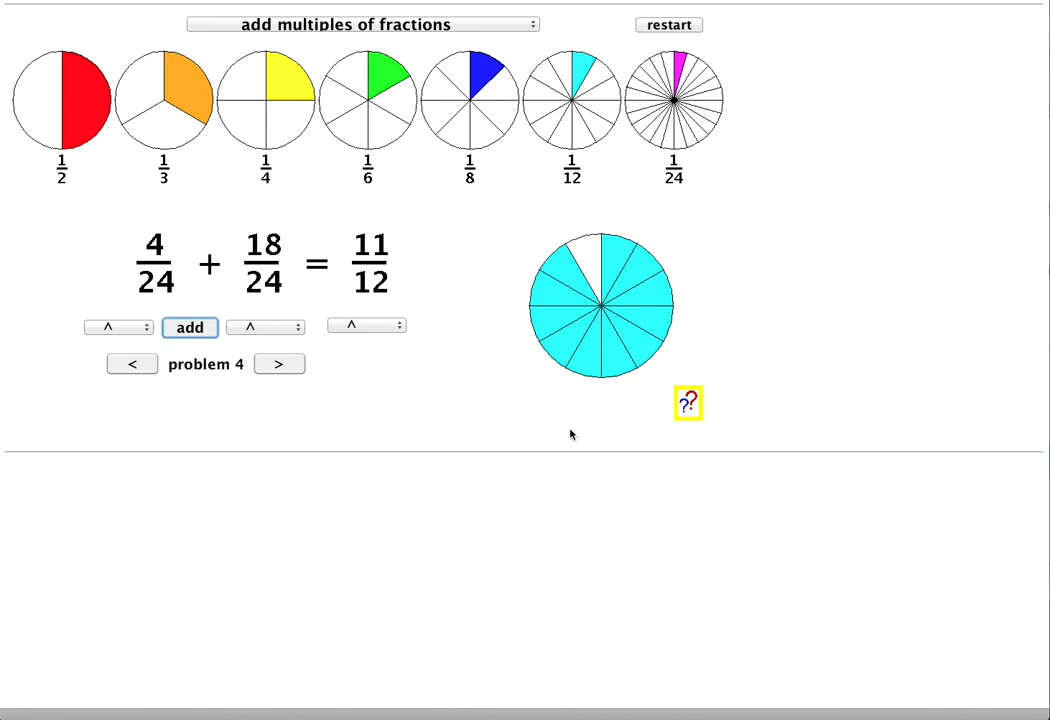 add multiples of fractions
restart
1/2 1/3 1/4 1/6 1/8 1/12 1/24
4/24 + 18/24 = 11/12
^ add ^ ^
< problem 4 >
??